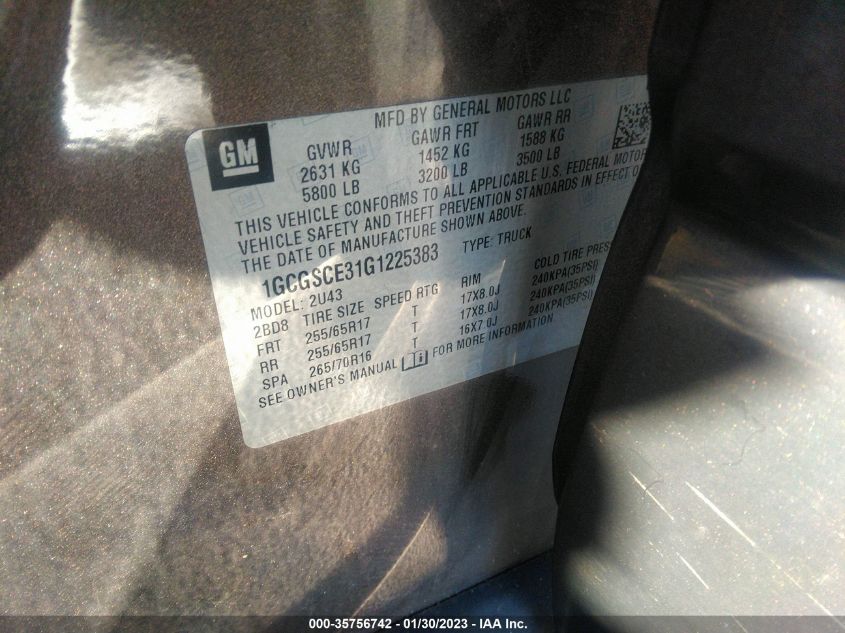 MFD BY GENERAL MOTORS LLC
GM
GVWR GAWR FRT GAWR RR
2631 KG 1452 KG 1588 KG
5800 LB 3200 LB 3500 LB
THIS VEHICLE CONFORMS TO ALL APPLICABLE U.S. FEDERAL MOTOR
VEHICLE SAFETY AND THEFT PREVENTION STANDARDS IN EFFECT O
THE DATE OF MANUFACTURE SHOWN ABOVE.
1GCGSCE31G1225383 TYPE: TRUCK
MODEL: 2U43
2BD8 TIRE SIZE SPEED RTG RIM COLD TIRE PRES
FRT 255/65R17 T 17X8.0J 240KPA(35PSI)
RR 255/65R17 T 17X8.0J 240KPA(35PSI)
SPA 265/70R16 T 16X7.0J 240KPA(35PSI)
SEE OWNER'S MANUAL FOR MORE INFORMATION.
000-35756742 - 01/30/2023 - IAA Inc.